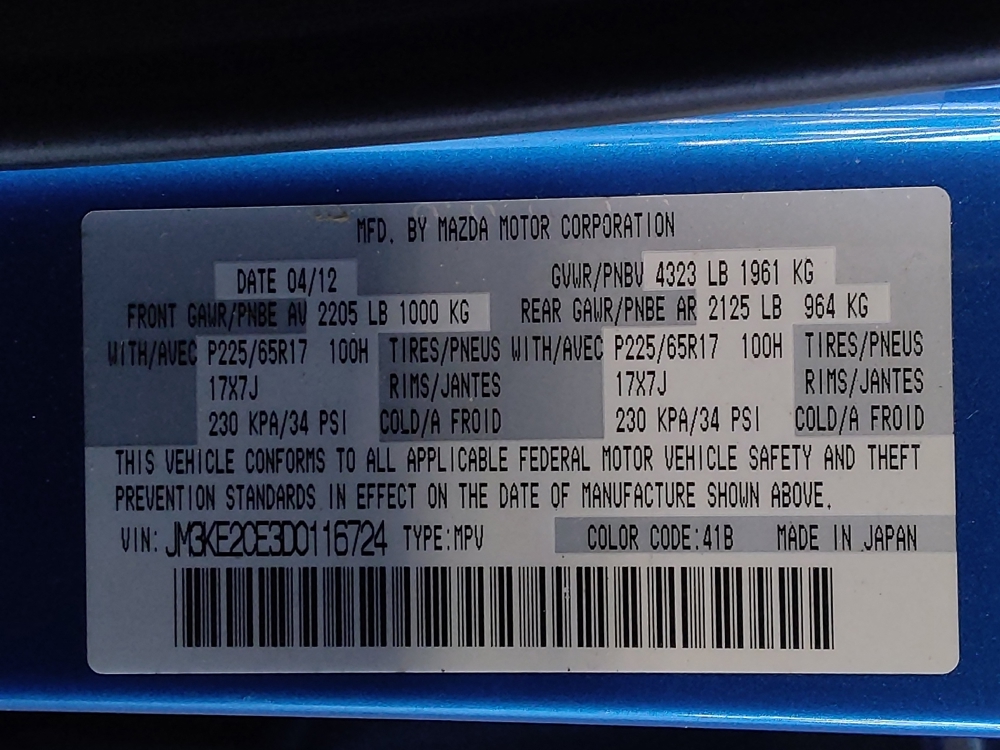 MFD. BY MAZDA MOTOR CORPORATION
DATE 04/12 GVWR/PNBV 4323 LB 1961 KG
FRONT GAWR/PNBE AV 2205 LB 1000 KG REAR GAWR/PNBE AR 2125 LB 964 KG
WITH/AVEC P225/65R17 100H TIRES/PNEUS WITH/AVEC P225/65R17 100H TIRES/PNEUS
17X7J RIMS/JANTES 17X7J RIMS/JANTES
230 KPA/34 PSI COLD/A FROID 230 KPA/34 PSI COLD/A FROID
THIS VEHICLE CONFORMS TO ALL APPLICABLE FEDERAL MOTOR VEHICLE SAFETY AND THEFT
PREVENTION STANDARDS IN EFFECT ON THE DATE OF MANUFACTURE SHOWN ABOVE.
VIN: JM3KE2CE3D0116724 TYPE:MPV COLOR CODE:41B MADE IN JAPAN